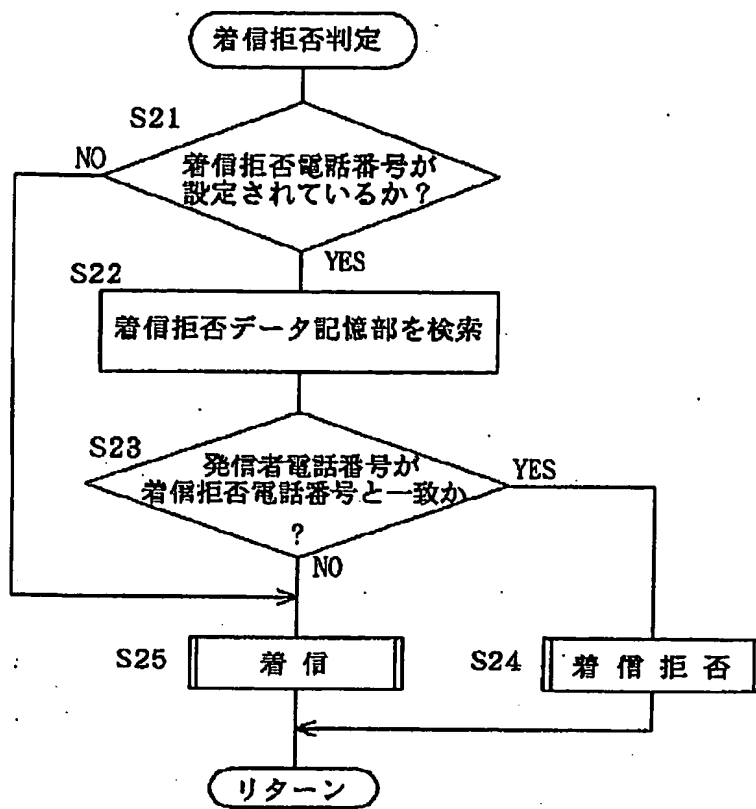 着信拒否判定
S21
NO
着信拒否電話番号が
設定されているか？
YES
S22
着信拒否データ記憶部を検索
S23
発信者電話番号が
着信拒否電話番号と一致か
？
YES
NO
S25
着信
S24
着信拒否
リターン